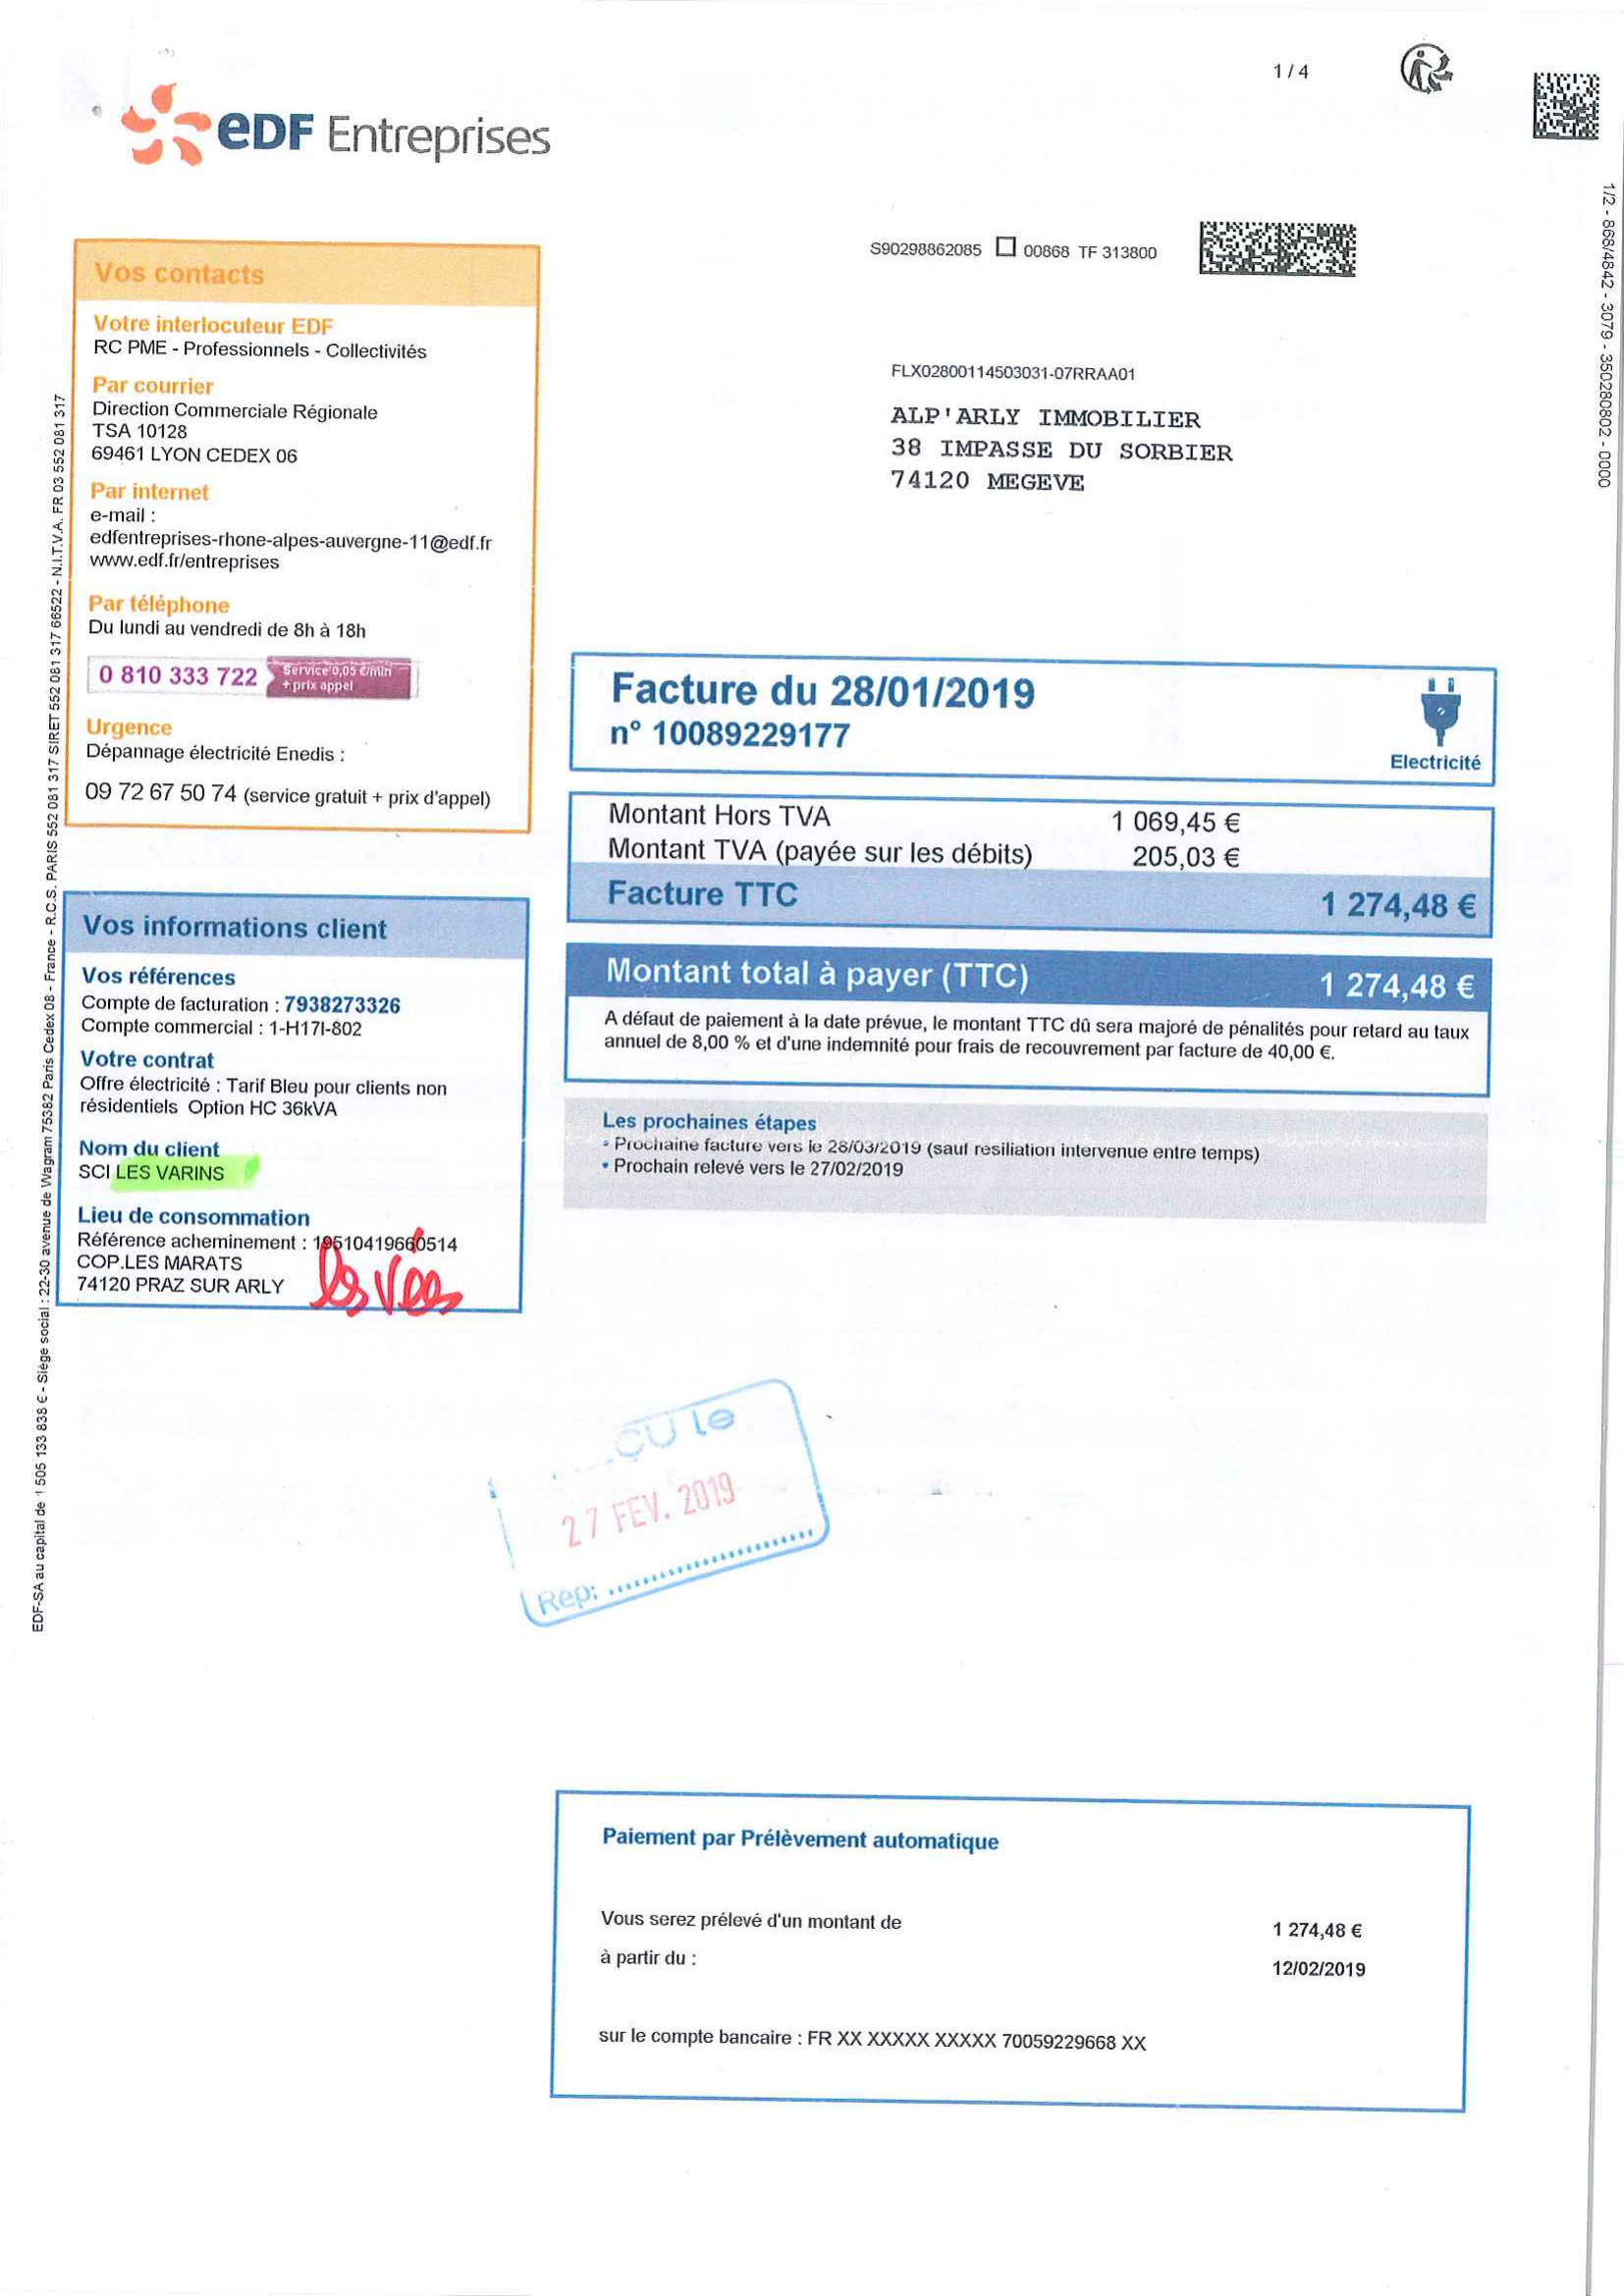 1 / 4
eDF Entreprises
S90298862085 00868 TF 313800
FLX02800114503031-07RRAA01
ALP'ARLY IMMOBILIER
38 IMPASSE DU SORBIER
74120 MEGEVE
1/2 - 868/4842 - 3079 - 350280802 - 0000
Vos contacts
Votre interlocuteur EDF
RC PME - Professionnels - Collectivités
Par courrier
Direction Commerciale Régionale
TSA 10128
69461 LYON CEDEX 06
Par internet
e-mail :
edfentreprises-rhone-alpes-auvergne-11@edf.fr
www.edf.fr/entreprises
Par téléphone
Du lundi au vendredi de 8h à 18h
0 810 333 722 Service 0,05 €/min
+ prix appel
Urgence
Dépannage électricité Enedis :
09 72 67 50 74 (service gratuit + prix d'appel)
Facture du 28/01/2019
n° 10089229177
Electricité
Montant Hors TVA 1 069,45 €
Montant TVA (payée sur les débits) 205,03 €
Facture TTC 1 274,48 €
Montant total à payer (TTC) 1 274,48 €
A défaut de paiement à la date prévue, le montant TTC dû sera majoré de pénalités pour retard au taux
annuel de 8,00 % et d'une indemnité pour frais de recouvrement par facture de 40,00 €.
Les prochaines étapes
• Prochaine facture vers le 28/03/2019 (sauf resiliation intervenue entre temps)
• Prochain relevé vers le 27/02/2019
Vos informations client
Vos références
Compte de facturation : 7938273326
Compte commercial : 1-H17I-802
Votre contrat
Offre électricité : Tarif Bleu pour clients non
résidentiels Option HC 36kVA
Nom du client
SCI LES VARINS
Lieu de consommation
Référence acheminement : 19510419660514
COP.LES MARATS
74120 PRAZ SUR ARLY
EDF-SA au capital de 1 505 133 838 € - Siège social : 22-30 avenue de Wagram 75382 Paris Cedex 08 - France - R.C.S. PARIS 552 081 317 SIRET 552 081 317 66522 - N.I.T.V.A. FR 03 552 081 317
çu le
27 FEV. 2019
Rep: ..............................
Paiement par Prélèvement automatique
Vous serez prélevé d'un montant de 1 274,48 €
à partir du : 12/02/2019
sur le compte bancaire : FR XX XXXXX XXXXX 70059229668 XX